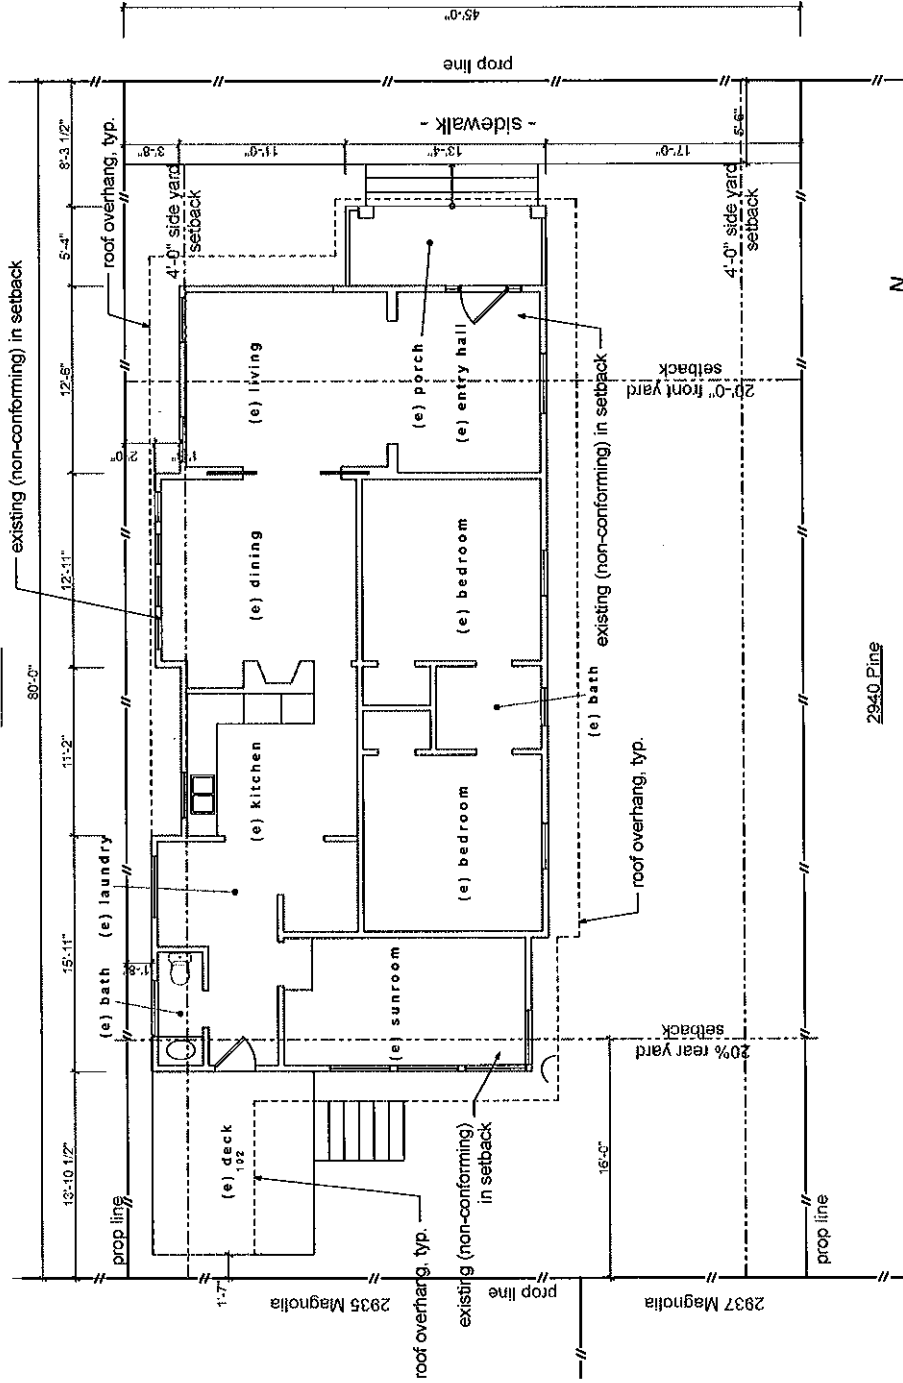 45'-0"
prop line
- sidewalk -
80'-0"
8'-3 1/2"
5'-4"
12'-6"
12'-11"
11'-2"
15'-11"
13'-10 1/2"
3'-8"
11'-0"
13'-4"
17'-0"
5'-6"
roof overhang, typ.
4'-0" side yard
setback
existing (non-conforming) in setback
2'-0"
(e) living
(e) porch
(e) entry hall
20'-0" front yard
setback
4'-0" side yard
setback
N
existing (non-conforming) in setback
(e) dining
(e) bedroom
(e) bath
(e) kitchen
(e) bedroom
roof overhang, typ.
2940 Pine
(e) laundry
(e) bath
1'-8"
(e) sunroom
20% rear yard
setback
(e) deck
102
16'-0"
existing (non-conforming)
in setback
roof overhang, typ.
prop line
1'-7"
2935 Magnolia
prop line
2937 Magnolia
prop line